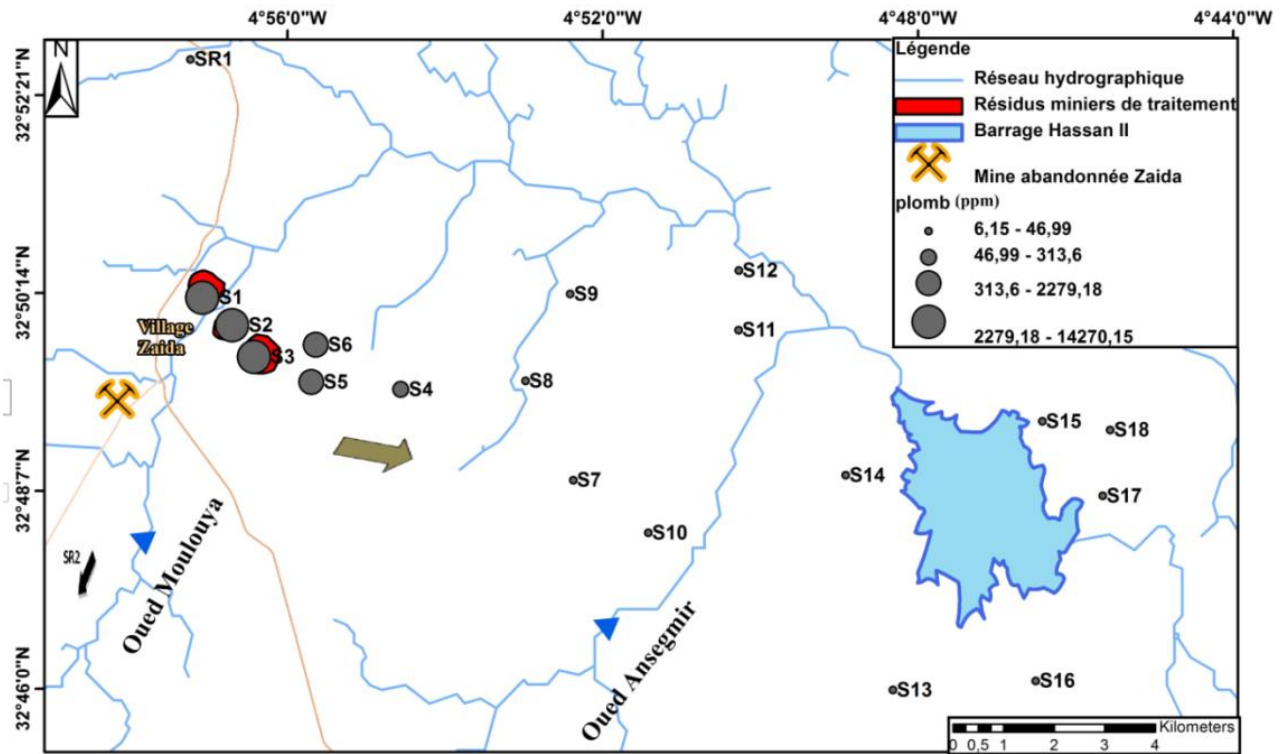 4°56'0"W
4°52'0"W
4°48'0"W
4°44'0"W
32°52'21"N
32°50'14"N
32°48'7"N
32°46'0"N
N
SR1
S1
S2
S3
S6
S5
S4
S9
S8
S7
S10
S12
S11
S14
S15
S18
S17
S13
S16
Village
Zaida
SR2
Oued Moulouya
Oued Ansegmir
Légende
Réseau hydrographique
Résidus miniers de traitement
Barrage Hassan II
Mine abandonnée Zaida
plomb (ppm)
6,15 - 46,99
46,99 - 313,6
313,6 - 2279,18
2279,18 - 14270,15
Kilometers
0 0,5 1 2 3 4